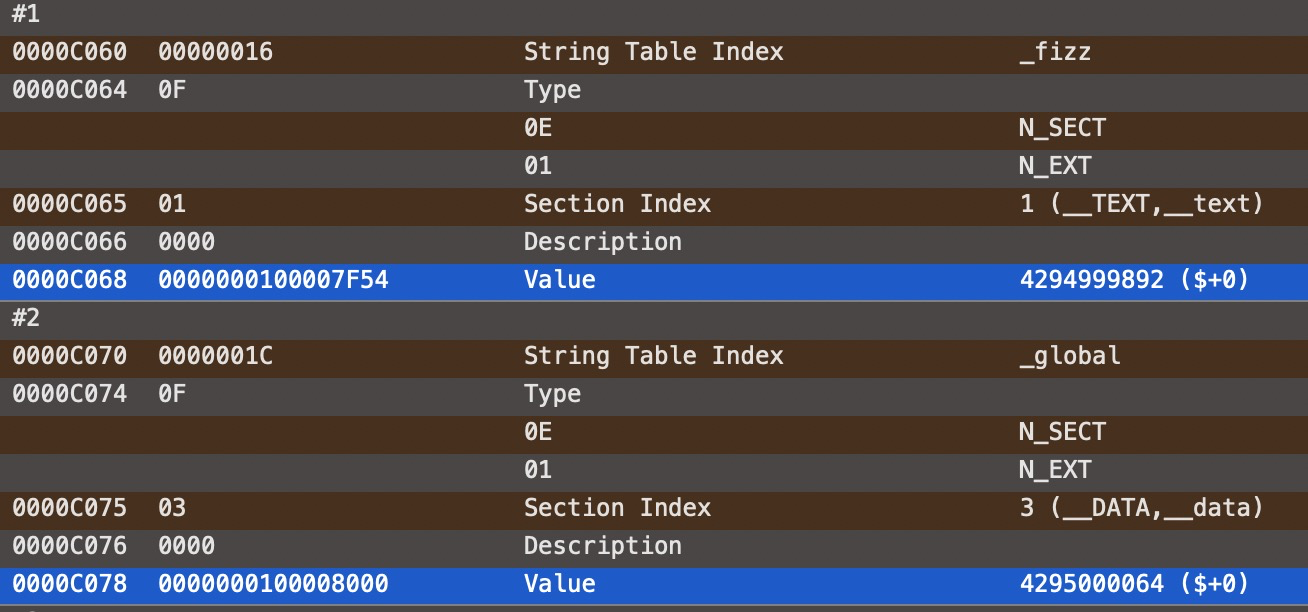 #1
0000C060 00000016 String Table Index _fizz
0000C064 0F Type
0E N_SECT
01 N_EXT
0000C065 01 Section Index 1 (__TEXT,__text)
0000C066 0000 Description
0000C068 0000000100007F54 Value 4294999892 ($+0)
#2
0000C070 0000001C String Table Index _global
0000C074 0F Type
0E N_SECT
01 N_EXT
0000C075 03 Section Index 3 (__DATA,__data)
0000C076 0000 Description
0000C078 0000000100008000 Value 4295000064 ($+0)